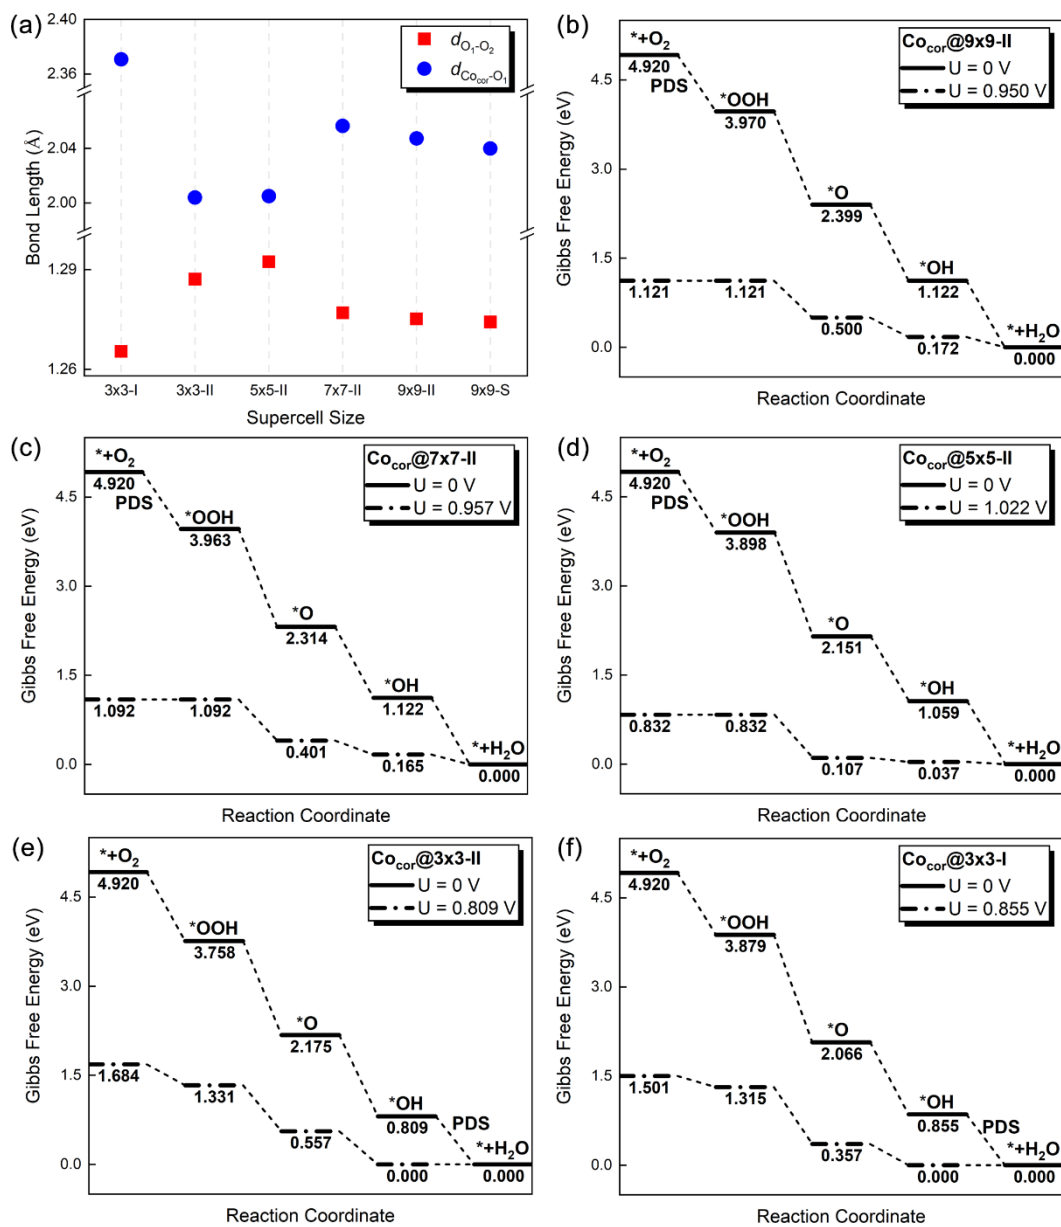 (a)
2.40
2.36
2.04
2.00
1.29
1.26
Bond Length (Å)
dO₁-O₂
dCocor-O₁
3x3-I 3x3-II 5x5-II 7x7-II 9x9-II 9x9-S
Supercell Size
(b)
Cocor@9x9-II
U = 0 V
U = 0.950 V
Gibbs Free Energy (eV)
4.5
3.0
1.5
0.0
*+O₂
4.920
PDS
*OOH
3.970
*O
2.399
*OH
1.122
*+H₂O
0.000
1.121
1.121
0.500
0.172
Reaction Coordinate
(c)
Cocor@7x7-II
U = 0 V
U = 0.957 V
Gibbs Free Energy (eV)
4.5
3.0
1.5
0.0
*+O₂
4.920
PDS
*OOH
3.963
*O
2.314
*OH
1.122
*+H₂O
0.000
1.092
1.092
0.401
0.165
Reaction Coordinate
(d)
Cocor@5x5-II
U = 0 V
U = 1.022 V
Gibbs Free Energy (eV)
4.5
3.0
1.5
0.0
*+O₂
4.920
PDS
*OOH
3.898
*O
2.151
*OH
1.059
*+H₂O
0.000
0.832
0.832
0.107
0.037
Reaction Coordinate
(e)
Cocor@3x3-II
U = 0 V
U = 0.809 V
Gibbs Free Energy (eV)
4.5
3.0
1.5
0.0
*+O₂
4.920
*OOH
3.758
*O
2.175
*OH
0.809
PDS
*+H₂O
0.000
1.684
1.331
0.557
0.000
Reaction Coordinate
(f)
Cocor@3x3-I
U = 0 V
U = 0.855 V
Gibbs Free Energy (eV)
4.5
3.0
1.5
0.0
*+O₂
4.920
*OOH
3.879
*O
2.066
*OH
0.855
PDS
*+H₂O
0.000
1.501
1.315
0.357
0.000
Reaction Coordinate